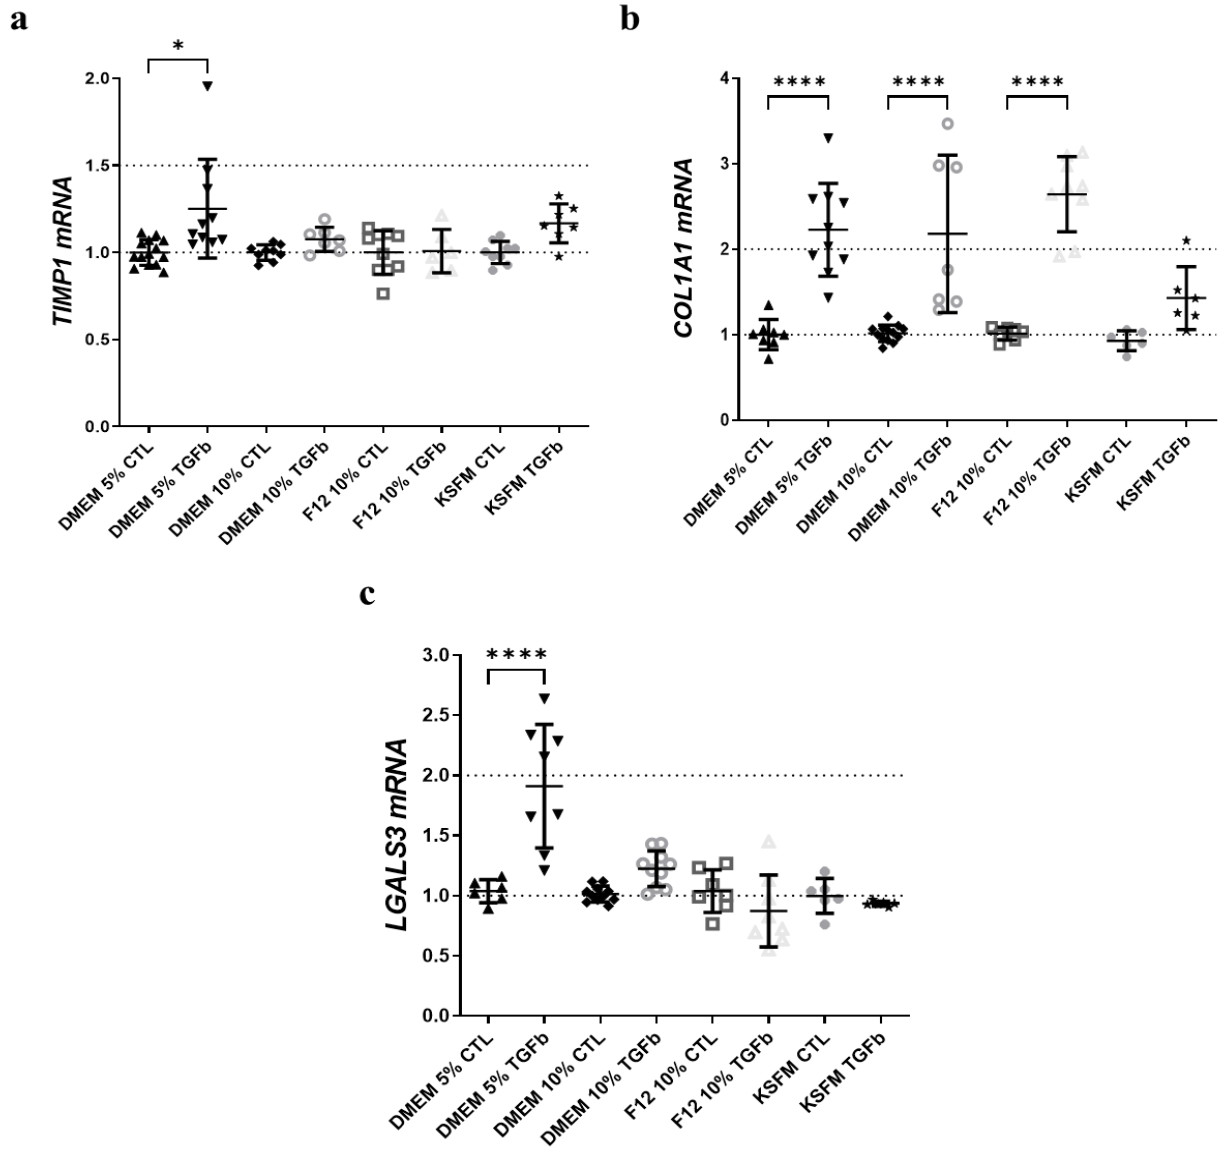 a
*
2.0
1.5
1.0
0.5
0.0
TIMP1 mRNA
DMEM 5% CTL
DMEM 5% TGFb
DMEM 10% CTL
DMEM 10% TGFb
F12 10% CTL
F12 10% TGFb
KSFM CTL
KSFM TGFb
b
**** **** ****
4
3
2
1
0
COL1A1 mRNA
DMEM 5% CTL
DMEM 5% TGFb
DMEM 10% CTL
DMEM 10% TGFb
F12 10% CTL
F12 10% TGFb
KSFM CTL
KSFM TGFb
c
****
3.0
2.5
2.0
1.5
1.0
0.5
0.0
LGALS3 mRNA
DMEM 5% CTL
DMEM 5% TGFb
DMEM 10% CTL
DMEM 10% TGFb
F12 10% CTL
F12 10% TGFb
KSFM CTL
KSFM TGFb